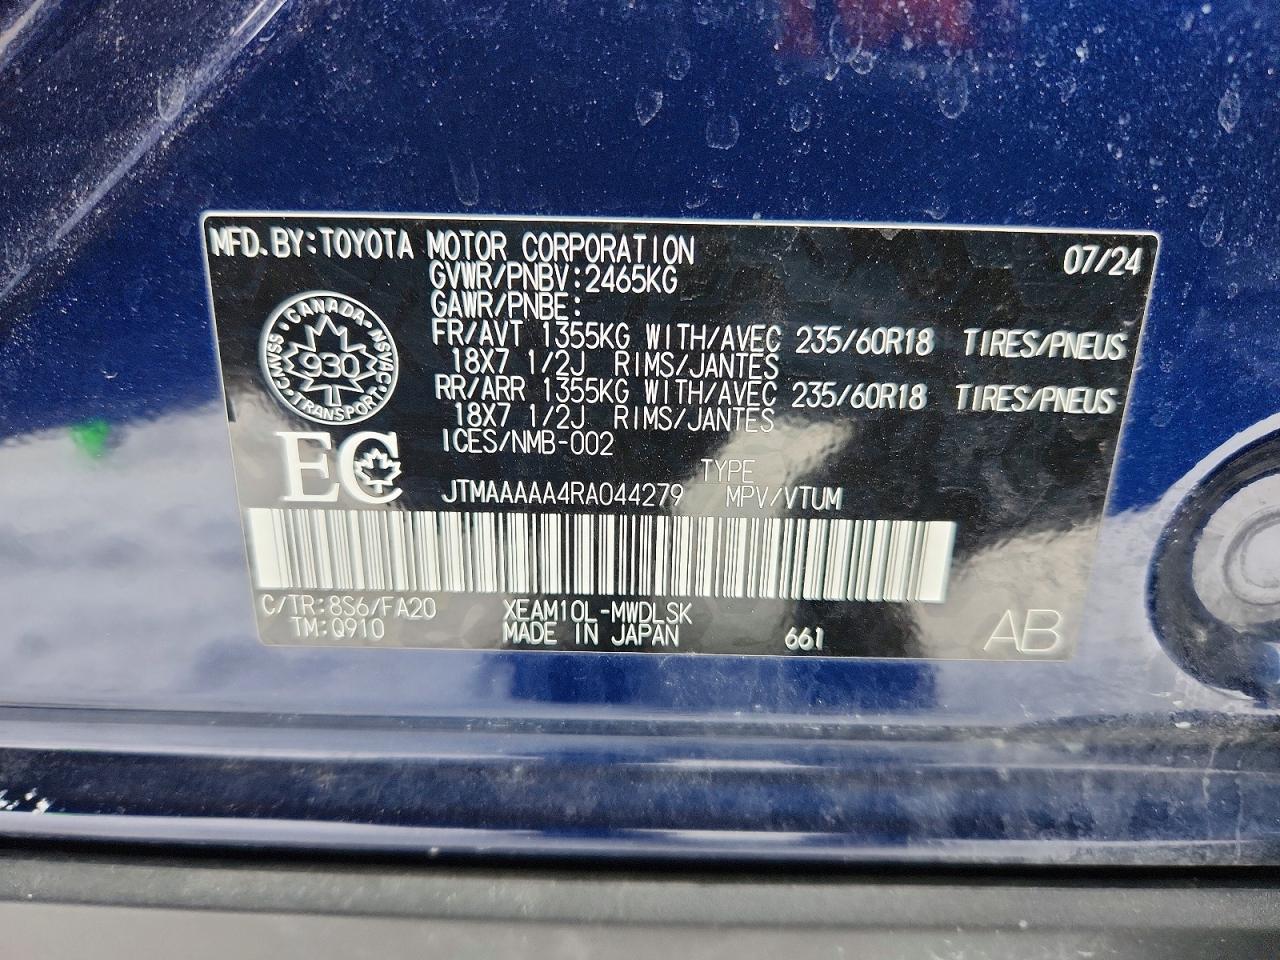 MFD. BY: TOYOTA MOTOR CORPORATION 07/24
GVWR/PNBV: 2465KG
GAWR/PNBE:
FR/AVT 1355KG WITH/AVEC 235/60R18 TIRES/PNEUS
18X7 1/2J RIMS/JANTES
RR/ARR 1355KG WITH/AVEC 235/60R18 TIRES/PNEUS
18X7 1/2J RIMS/JANTES
ICES/NMB-002
CANADA NSVAC TRANSPORT CMVSS
930
EC
TYPE
JTMAAAAA4RA044279 MPV/VTUM
C/TR: 8S6/FA20 XEAM10L-MWDLSK
TM: Q910 MADE IN JAPAN 661 AB